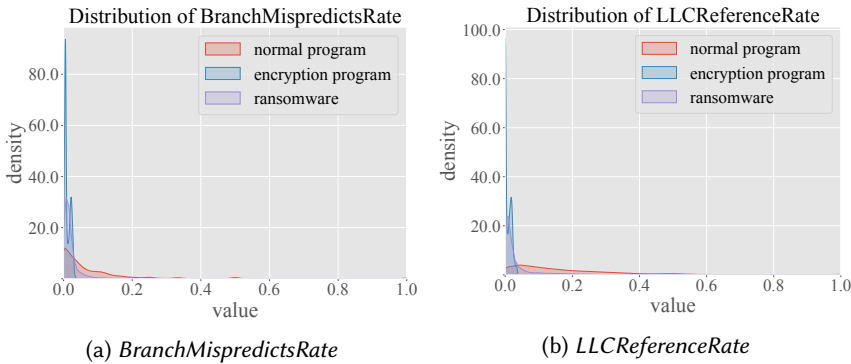 Distribution of BranchMispredictsRate
density
80.0
60.0
40.0
20.0
normal program
encryption program
ransomware
0.0 0.2 0.4 0.6 0.8 1.0
value
(a) BranchMispredictsRate
Distribution of LLCReferenceRate
density
100.0
80.0
60.0
40.0
20.0
normal program
encryption program
ransomware
0.0 0.2 0.4 0.6 0.8 1.0
value
(b) LLCReferenceRate